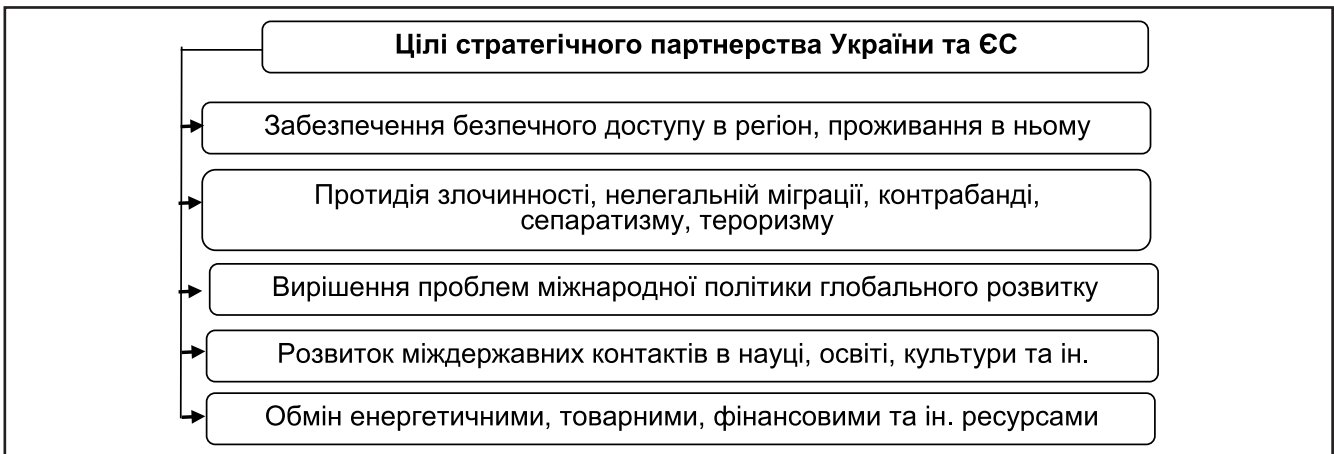 Цілі стратегічного партнерства України та ЄС
Забезпечення безпечного доступу в регіон, проживання в ньому
Протидія злочинності, нелегальній міграції, контрабанді,
сепаратизму, тероризму
Вирішення проблем міжнародної політики глобального розвитку
Розвиток міждержавних контактів в науці, освіті, культури та ін.
Обмін енергетичними, товарними, фінансовими та ін. ресурсами